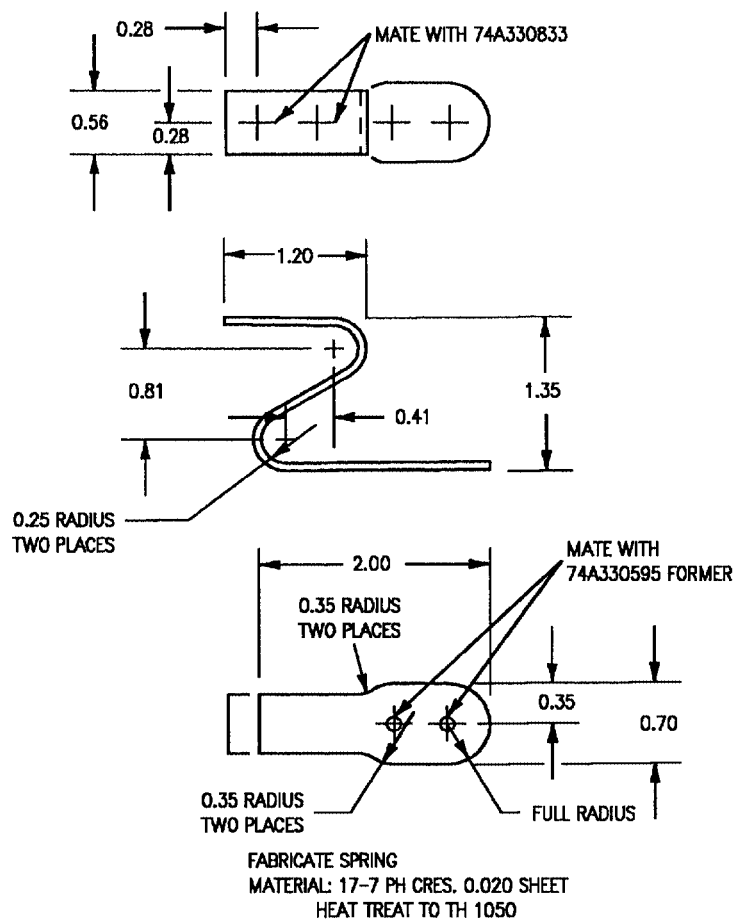 0.28
MATE WITH 74A330833
0.56
0.28
1.20
0.81
0.41
1.35
0.25 RADIUS
TWO PLACES
MATE WITH
74A330595 FORMER
2.00
0.35 RADIUS
TWO PLACES
0.35
0.70
0.35 RADIUS
TWO PLACES
FULL RADIUS
FABRICATE SPRING
MATERIAL: 17-7 PH CRES. 0.020 SHEET
HEAT TREAT TO TH 1050